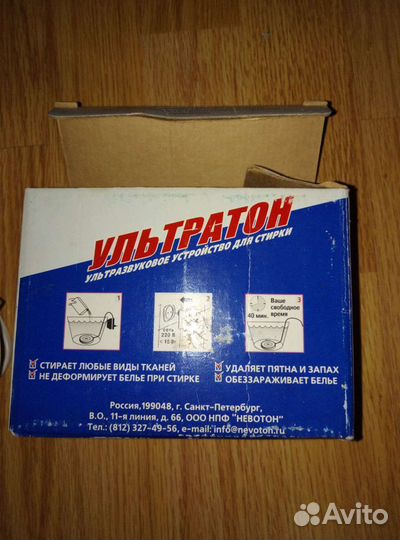 УЛЬТРАТОН
УЛЬТРАЗВУКОВОЕ УСТРОЙСТВО ДЛЯ СТИРКИ
1
2
сеть
220 В
3
Ваше
свободное
время
40 мин.
СТИРАЕТ ЛЮБЫЕ ВИДЫ ТКАНЕЙ
НЕ ДЕФОРМИРУЕТ БЕЛЬЕ ПРИ СТИРКЕ
УДАЛЯЕТ ПЯТНА И ЗАПАХ
ОБЕЗЗАРАЖИВАЕТ БЕЛЬЕ
Россия,199048, г. Санкт-Петербург,
В.О., 11-я линия, д. 66, ООО НПФ "НЕВОТОН"
Тел.: (812) 327-49-56, e-mail: info@nevoton.ru
Avito